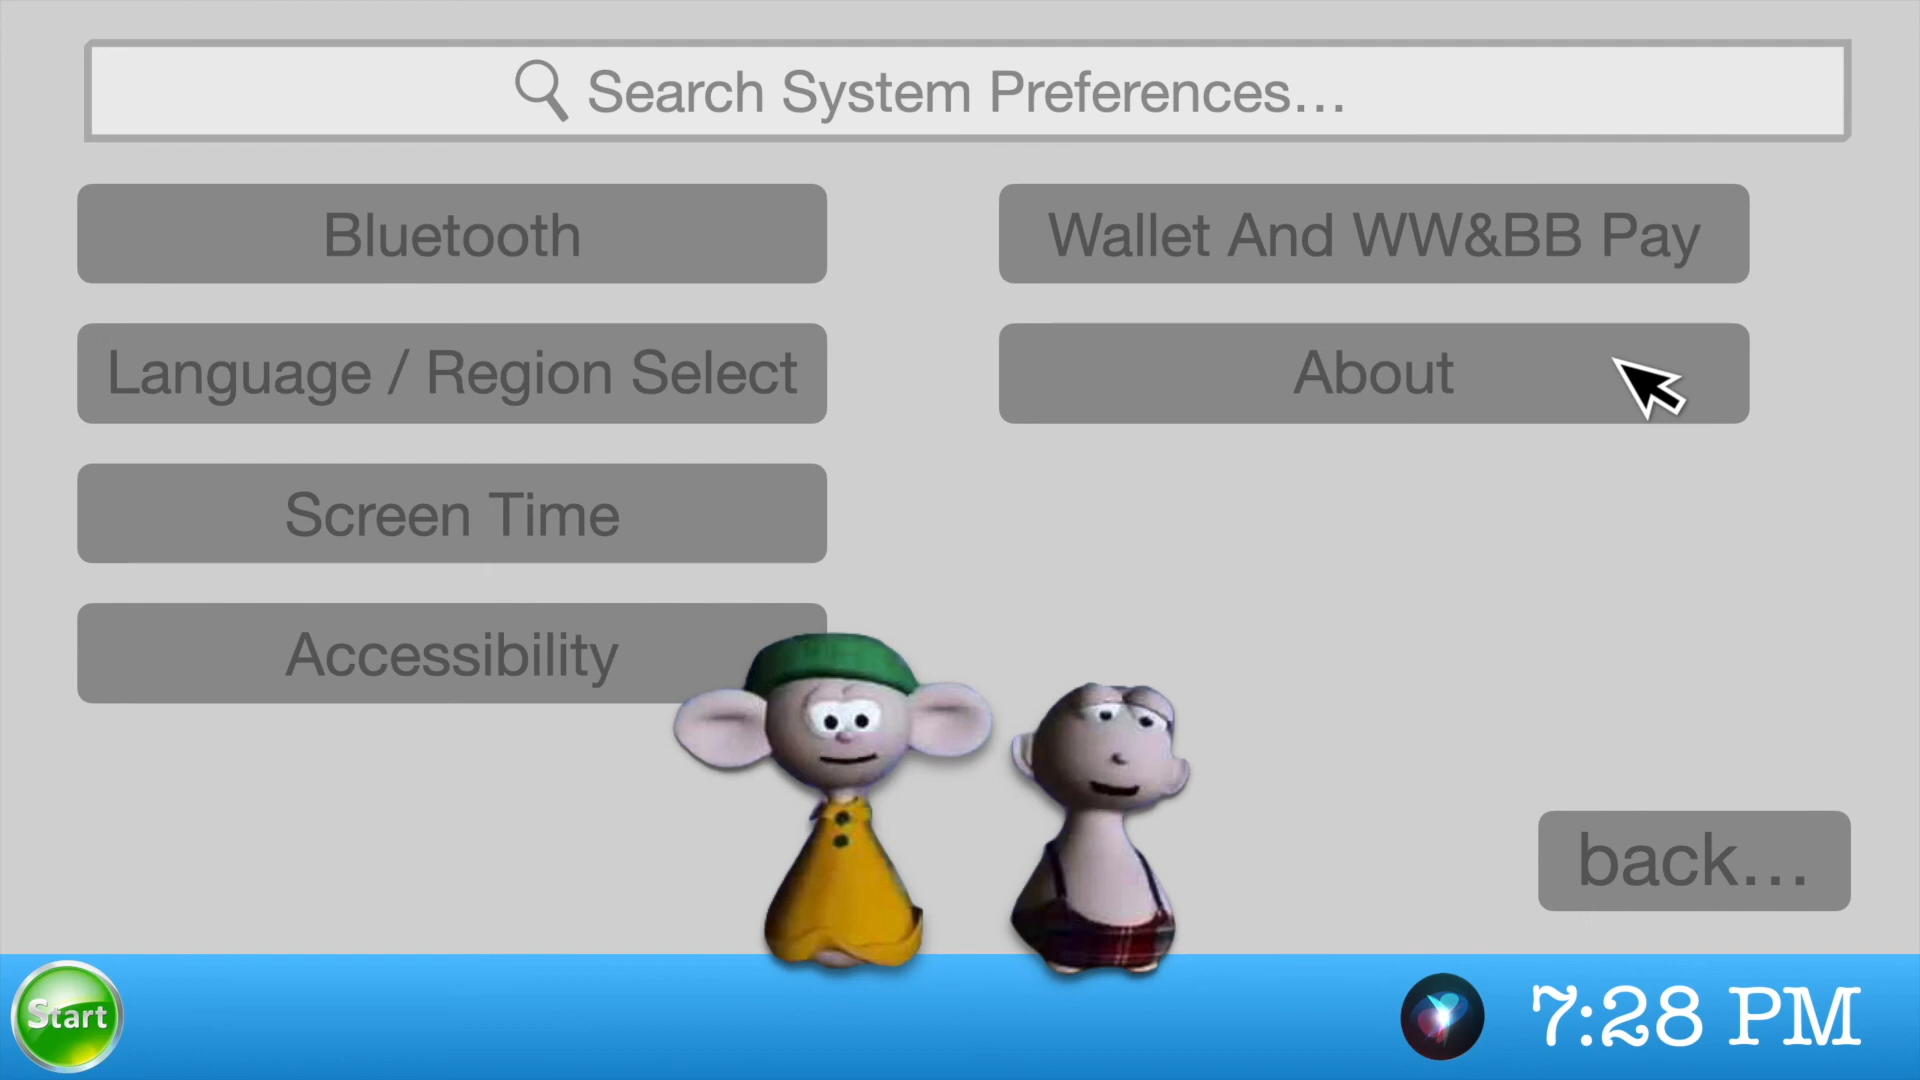 Search System Preferences...
Bluetooth
Wallet And WW&BB Pay
Language / Region Select
About
Screen Time
Accessibility
back...
Start
7:28 PM